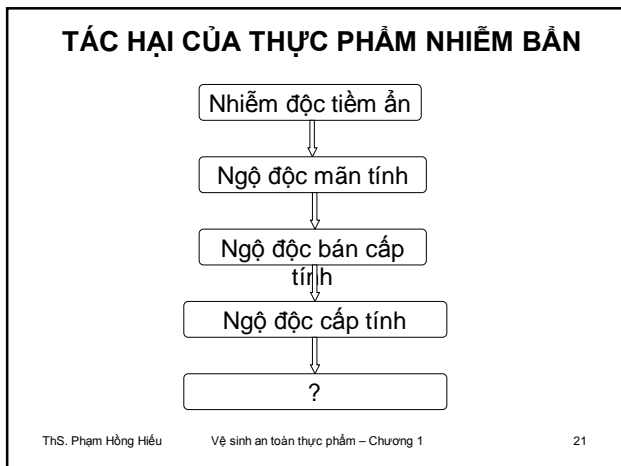 TÁC HẠI CỦA THỰC PHẨM NHIỄM BẨN
Nhiễm độc tiềm ẩn
Ngộ độc mãn tính
Ngộ độc bán cấp
tính
Ngộ độc cấp tính
?
ThS. Phạm Hồng Hiếu Vệ sinh an toàn thực phẩm – Chương 1 21